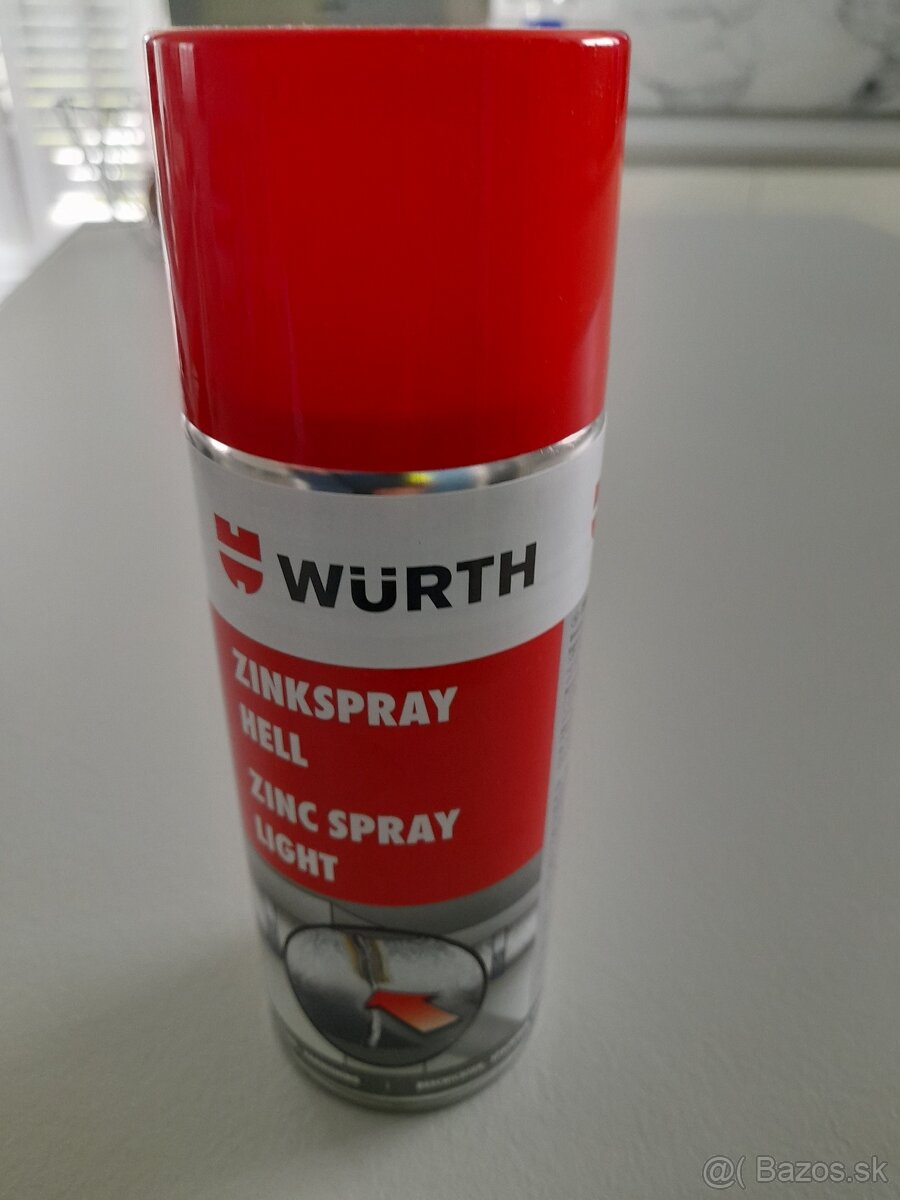 WÜRTH
ZINKSPRAY
HELL
ZINC SPRAY
LIGHT
@( Bazos.sk